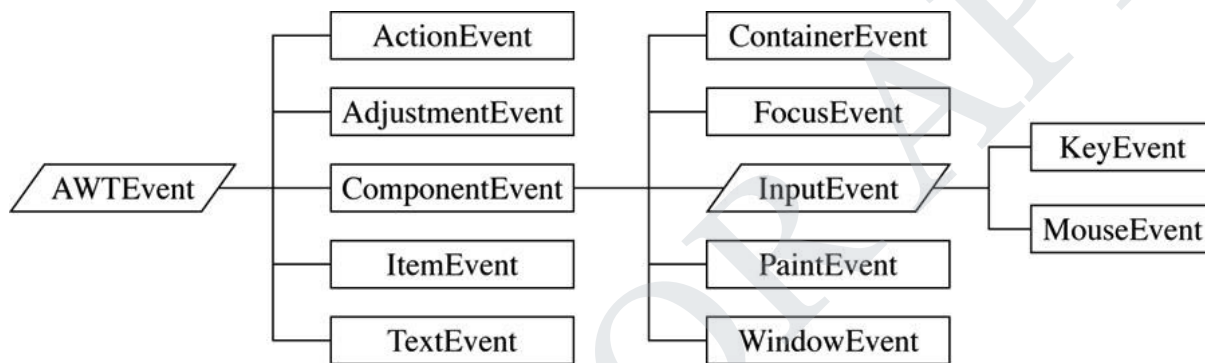 ActionEvent
AdjustmentEvent
AWTEvent
ComponentEvent
ItemEvent
TextEvent
ContainerEvent
FocusEvent
InputEvent
PaintEvent
WindowEvent
KeyEvent
MouseEvent